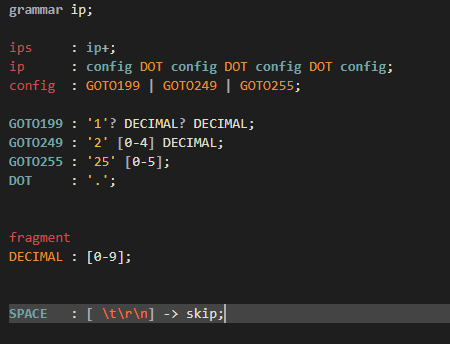 grammar ip;
ips : ip+;
ip : config DOT config DOT config DOT config;
config : GOTO199 | GOTO249 | GOTO255;
GOTO199 : '1'? DECIMAL? DECIMAL;
GOTO249 : '2' [0-4] DECIMAL;
GOTO255 : '25' [0-5];
DOT : '.';
fragment
DECIMAL : [0-9];
SPACE : [ \t\r\n] -> skip;